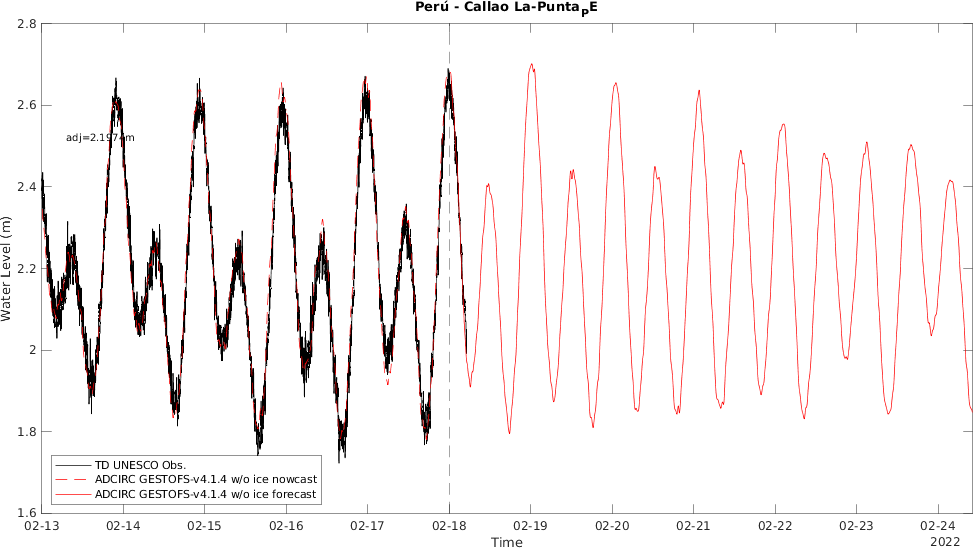 Perú - Callao La-PuntaPE
2.8
2.6
adj=2.1974m
2.4
Water Level (m)
2.2
2
1.8
TD UNESCO Obs.
ADCIRC GESTOFS-v4.1.4 w/o ice nowcast
ADCIRC GESTOFS-v4.1.4 w/o ice forecast
1.6
02-13 02-14 02-15 02-16 02-17 02-18 02-19 02-20 02-21 02-22 02-23 02-24
Time
2022